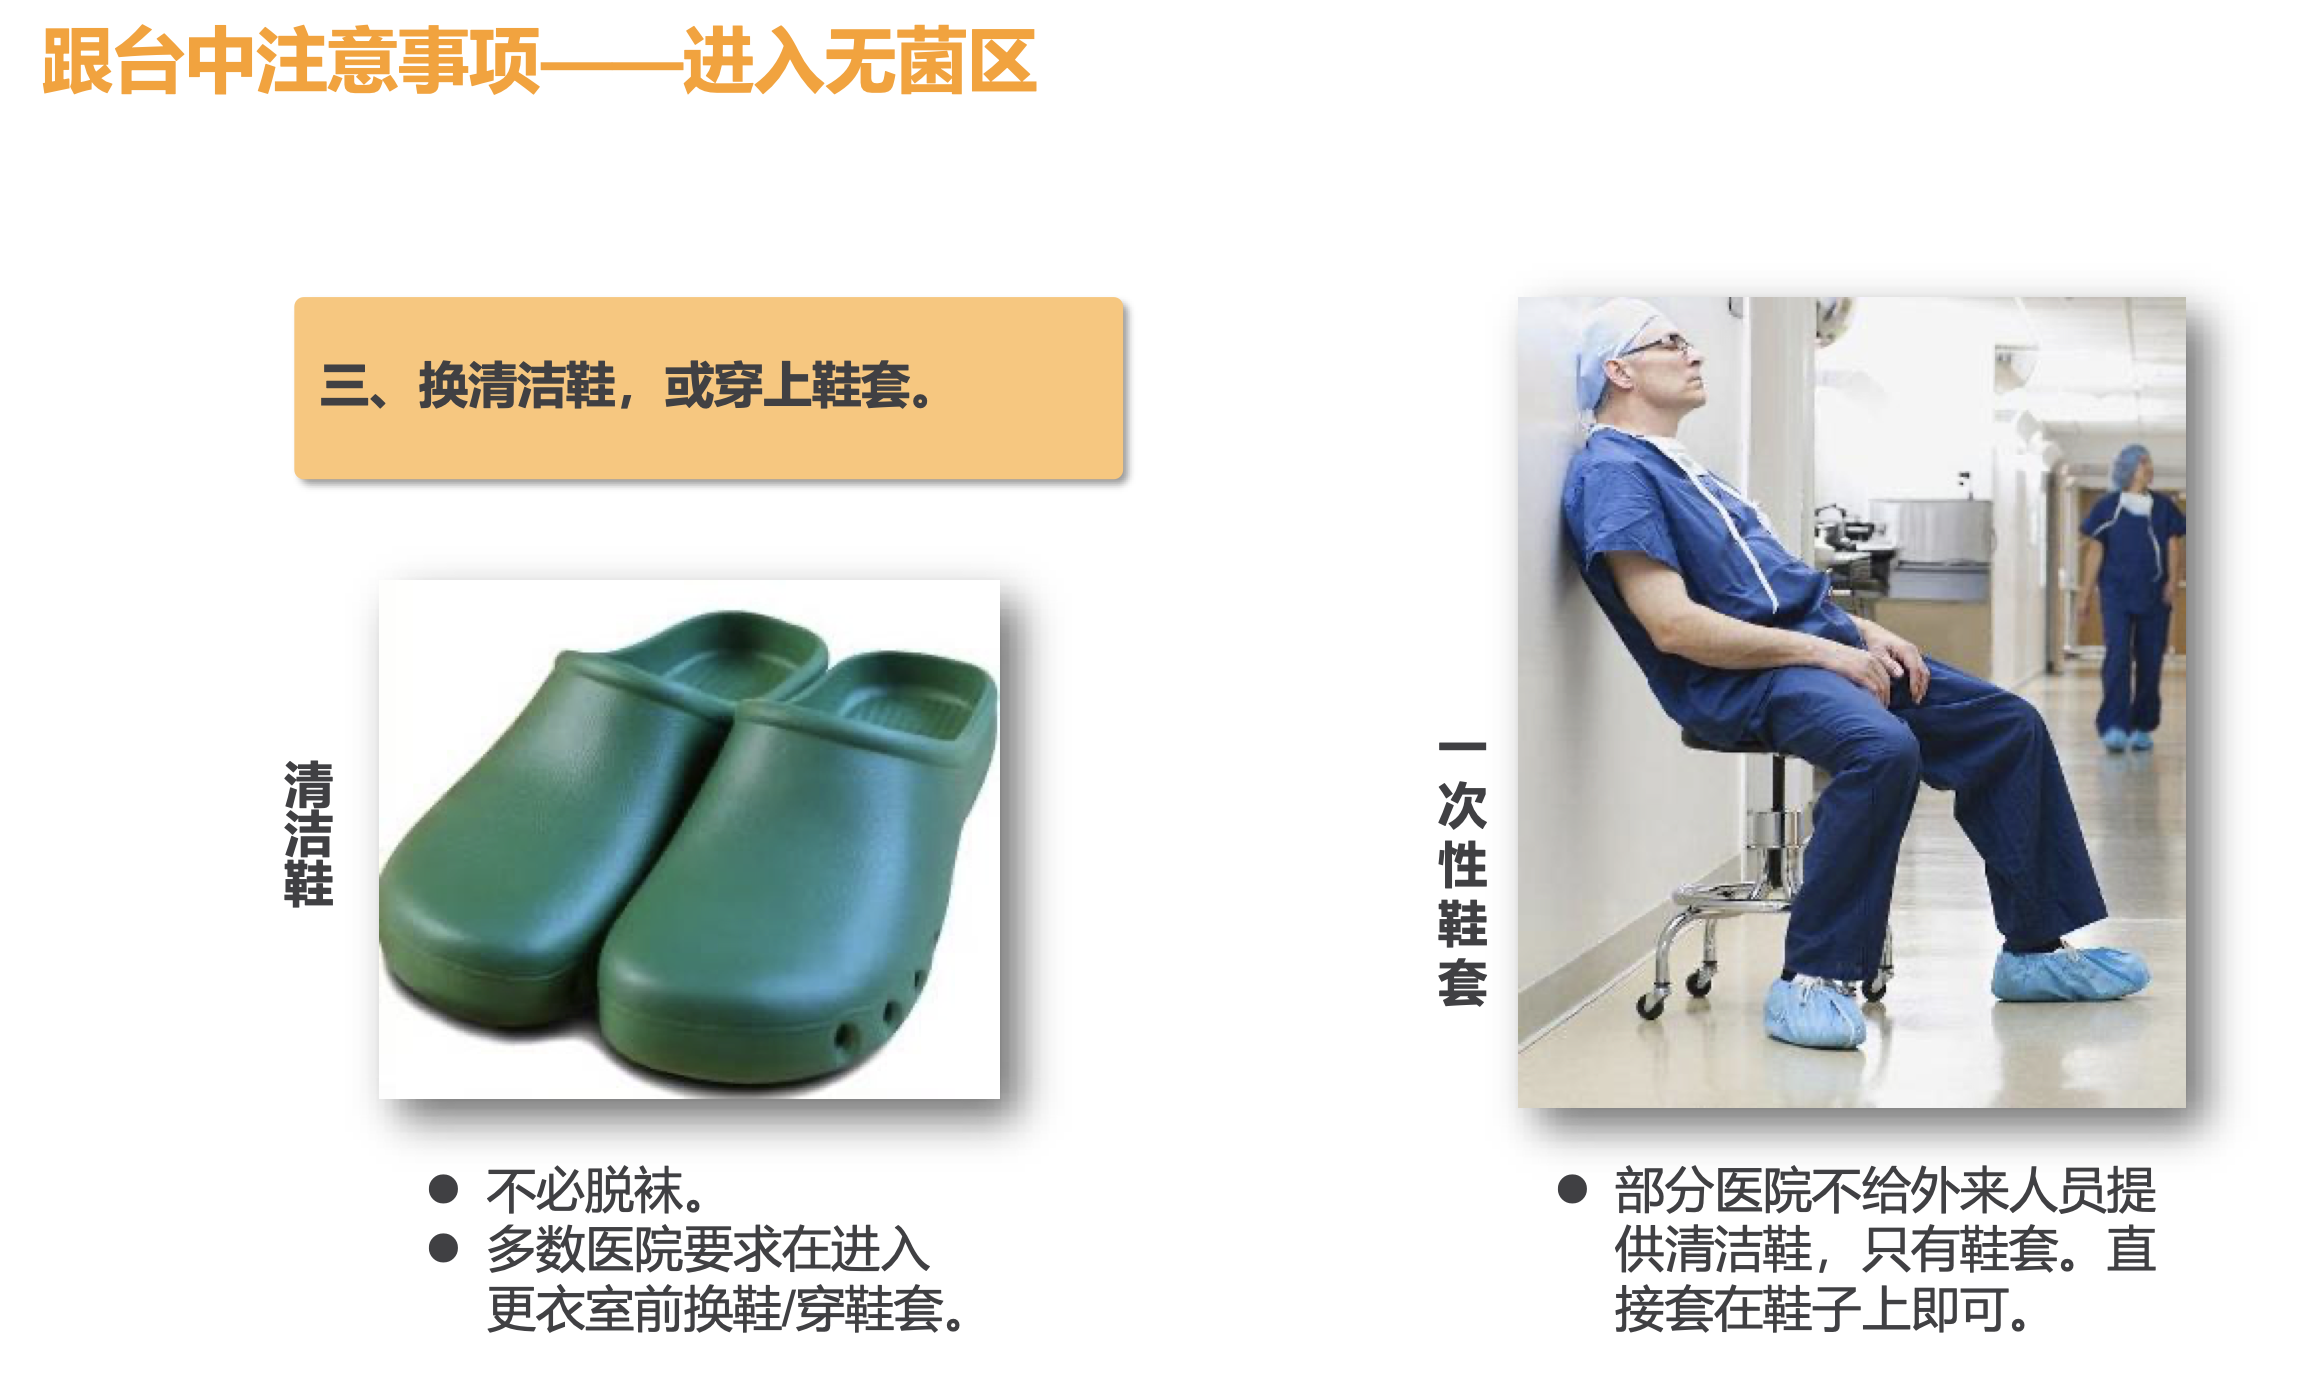 跟台中注意事项——进入无菌区
三、换清洁鞋，或穿上鞋套。
清洁鞋
● 不必脱袜。
● 多数医院要求在进入
更衣室前换鞋/穿鞋套。
一次性鞋套
● 部分医院不给外来人员提
供清洁鞋，只有鞋套。直
接套在鞋子上即可。